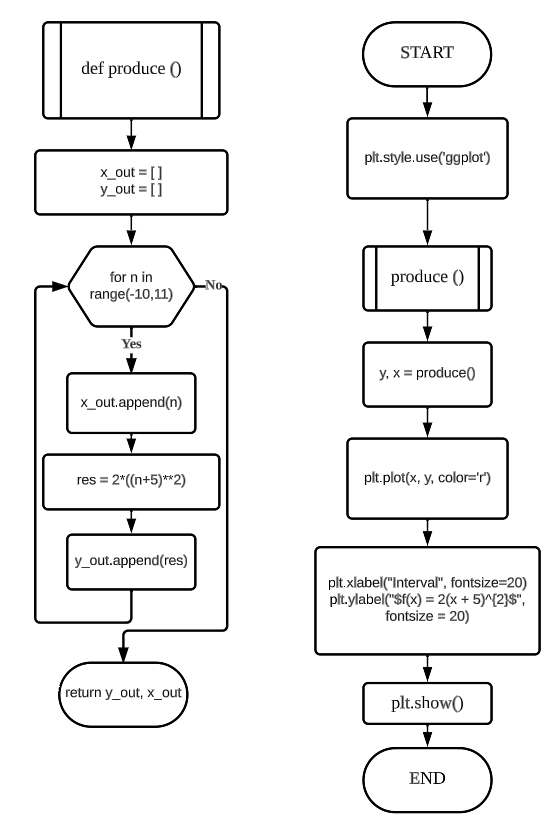 def produce ()
x_out = [ ]
y_out = [ ]
for n in
range(-10,11)
No
Yes
x_out.append(n)
res = 2*((n+5)**2)
y_out.append(res)
return y_out, x_out
START
plt.style.use('ggplot')
produce ()
y, x = produce()
plt.plot(x, y, color='r')
plt.xlabel("Interval", fontsize=20)
plt.ylabel("$f(x) = 2(x + 5)^{2}$",
fontsize = 20)
plt.show()
END